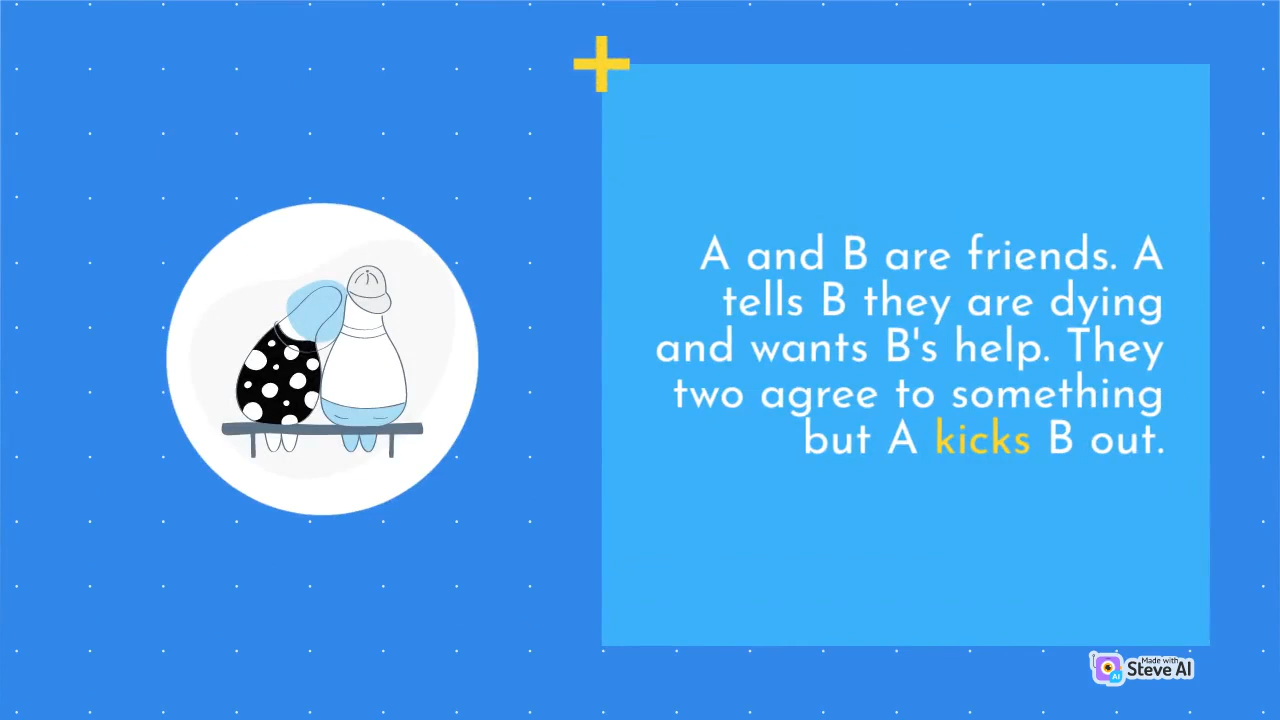 A and B are friends. A
tells B they are dying
and wants B's help. They
two agree to something
but A kicks B out.
Made with
Steve AI
AI